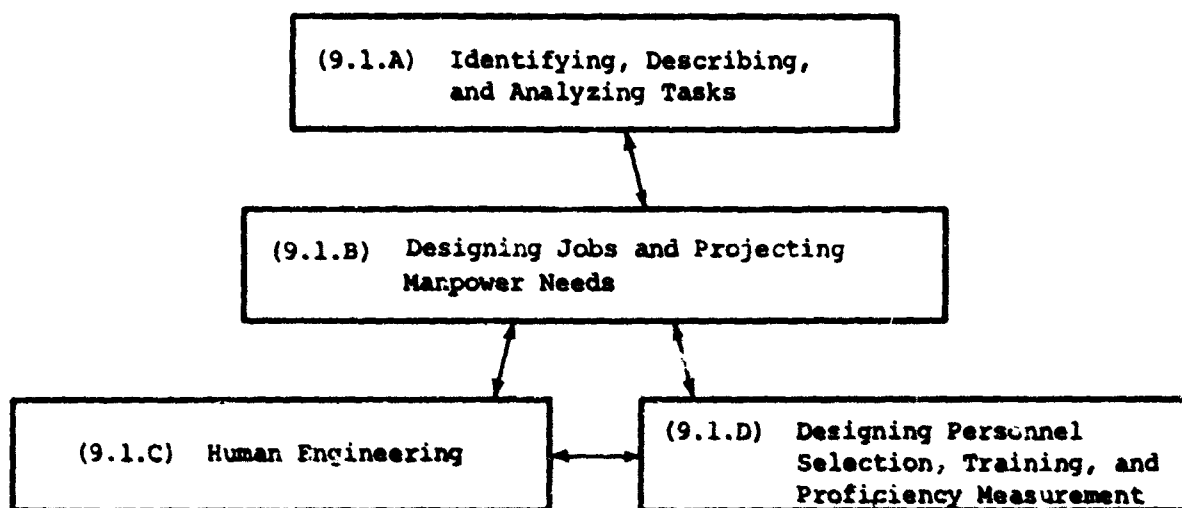 (9.1.A) Identifying, Describing,
and Analyzing Tasks
(9.1.B) Designing Jobs and Projecting
Manpower Needs
(9.1.C) Human Engineering
(9.1.D) Designing Personnel
Selection, Training, and
Proficiency Measurement